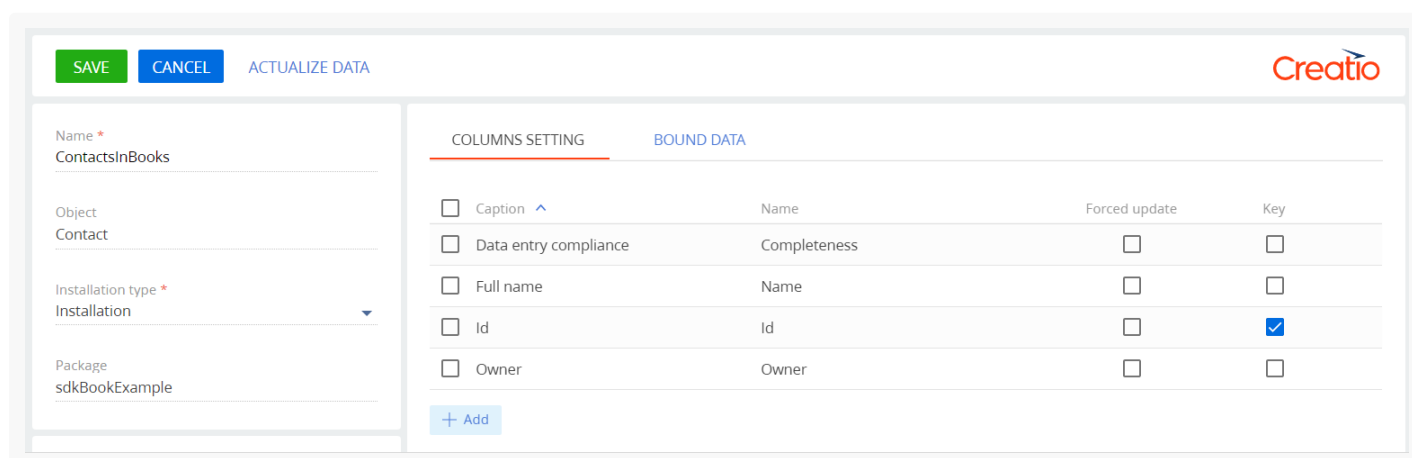 SAVE CANCEL ACTUALIZE DATA Creatio
Name *
ContactsInBooks
Object
Contact
Installation type *
Installation
Package
sdkBookExample
COLUMNS SETTING BOUND DATA
Caption Name Forced update Key
Data entry compliance Completeness
Full name Name
Id Id
Owner Owner
+ Add